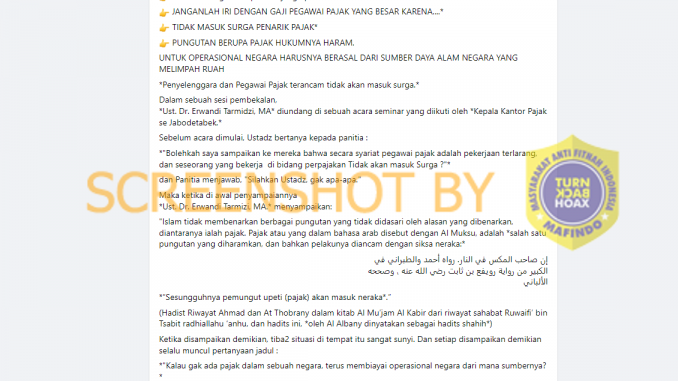 👉 JANGANLAH IRI DENGAN GAJI PEGAWAI PAJAK YANG BESAR KARENA....*
👉 TIDAK MASUK SURGA PENARIK PAJAK*
👉 PUNGUTAN BERUPA PAJAK HUKUMNYA HARAM,
UNTUK OPERASIONAL NEGARA HARUSNYA BERASAL DARI SUMBER DAYA ALAM NEGARA YANG
MELIMPAH RUAH
*Penyelenggara dan Pegawai Pajak terancam tidak akan masuk surga.*
Dalam sebuah sesi pembekalan,
*Ust. Dr. Erwandi Tarmidzi, MA* diundang di sebuah acara seminar yang diikuti oleh *Kepala Kantor Pajak
se Jabodetabek.*
Sebelum acara dimulai, Ustadz bertanya kepada panitia :
*"Bolehkah saya sampaikan ke mereka bahwa secara syariat pegawai pajak adalah pekerjaan terlarang,
dan seseorang yang bekerja di bidang perpajakan Tidak akan masuk Surga ?"*
dan Panitia menjawab, "Silahkan Ustadz, gak apa-apa."
Maka ketika di awal penyampaiannya
*Ust. Dr. Erwandi Tarmizy, MA.* menyampaikan:
"Islam tidak membenarkan berbagai pungutan yang tidak didasari oleh alasan yang dibenarkan,
diantaranya ialah pajak. Pajak atau yang dalam bahasa arab disebut dengan Al Muksu, adalah *salah satu
pungutan yang diharamkan, dan bahkan pelakunya diancam dengan siksa neraka:*
إن صاحب المكس في النار. رواه أحمد والطبراني في
الكبير من رواية رويفع بن ثابت رضي الله عنه , وصححه
الألباني
*"Sesungguhnya pemungut upeti (pajak) akan masuk neraka*."
(Hadist Riwayat Ahmad dan At Thobrany dalam kitab Al Mu'jam Al Kabir dari riwayat sahabat Ruwaifi' bin
Tsabit radhiallahu 'anhu, dan hadits ini, *oleh Al Albany dinyatakan sebagai hadits shahih*)
Ketika disampaikan demikian, tiba2 situasi di tempat itu sangat sunyi. Dan setiap disampaikan demikian
selalu muncul pertanyaan jadul :
*"Kalau gak ada pajak dalam sebuah negara, terus membiayai operasional negara dari mana sumbernya?
*
SCREENSHOT BY
MASYARAKAT ANTI FITNAH INDONESIA
TURN
BACK
HOAX
MAFINDO